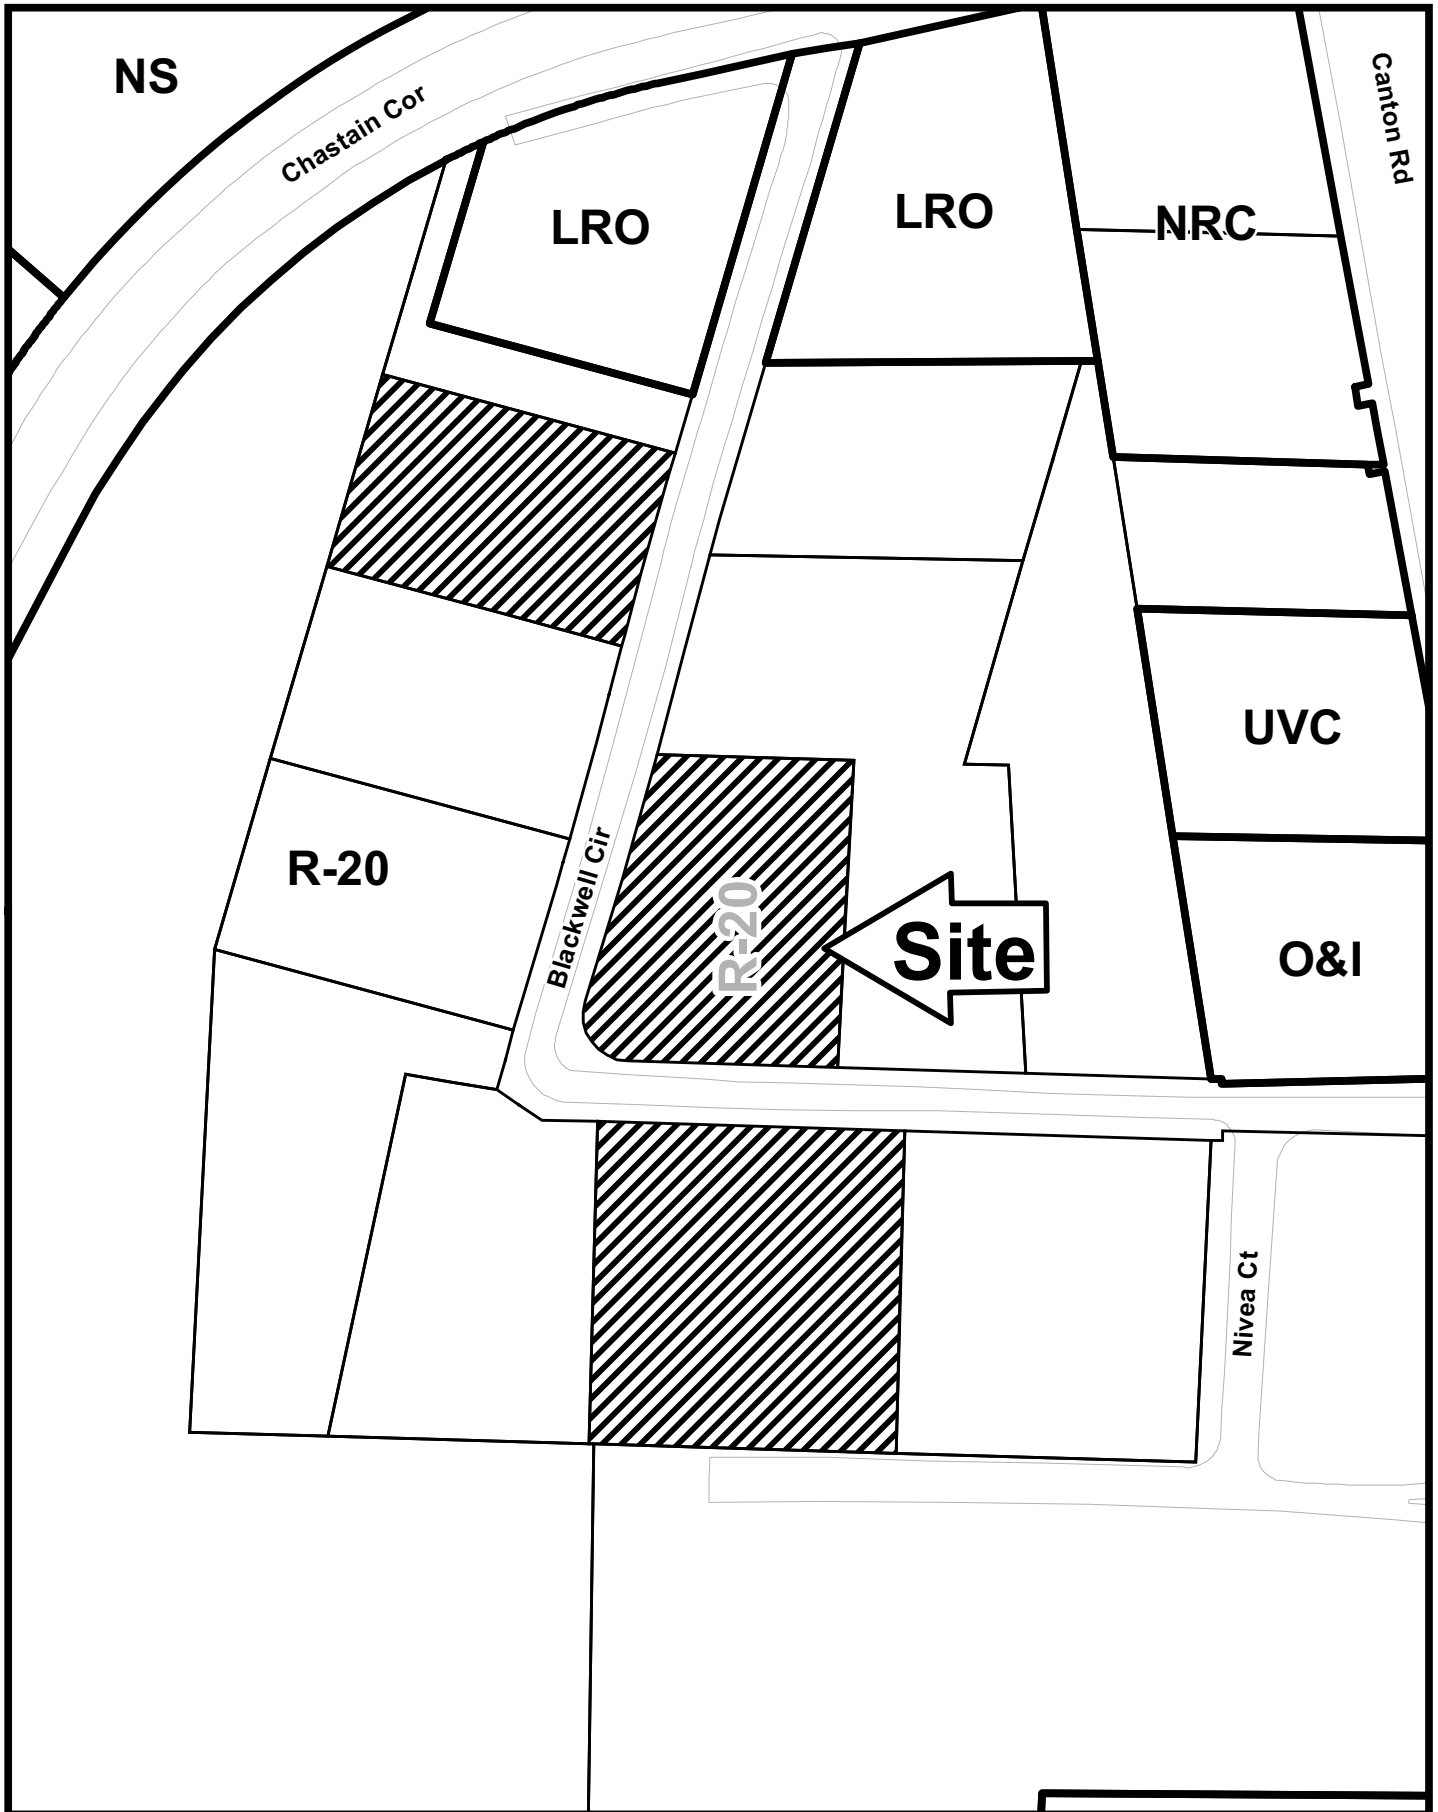 NS
Chastain Cor
Canton Rd
LRO
LRO
NRC
UVC
R-20
Blackwell Cir
R-20
Site
O&I
Nivea Ct